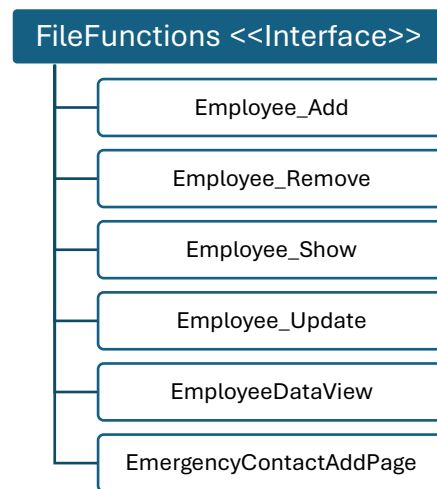 FileFunctions <<Interface>>
Employee_Add
Employee_Remove
Employee_Show
Employee_Update
EmployeeDataView
EmergencyContactAddPage